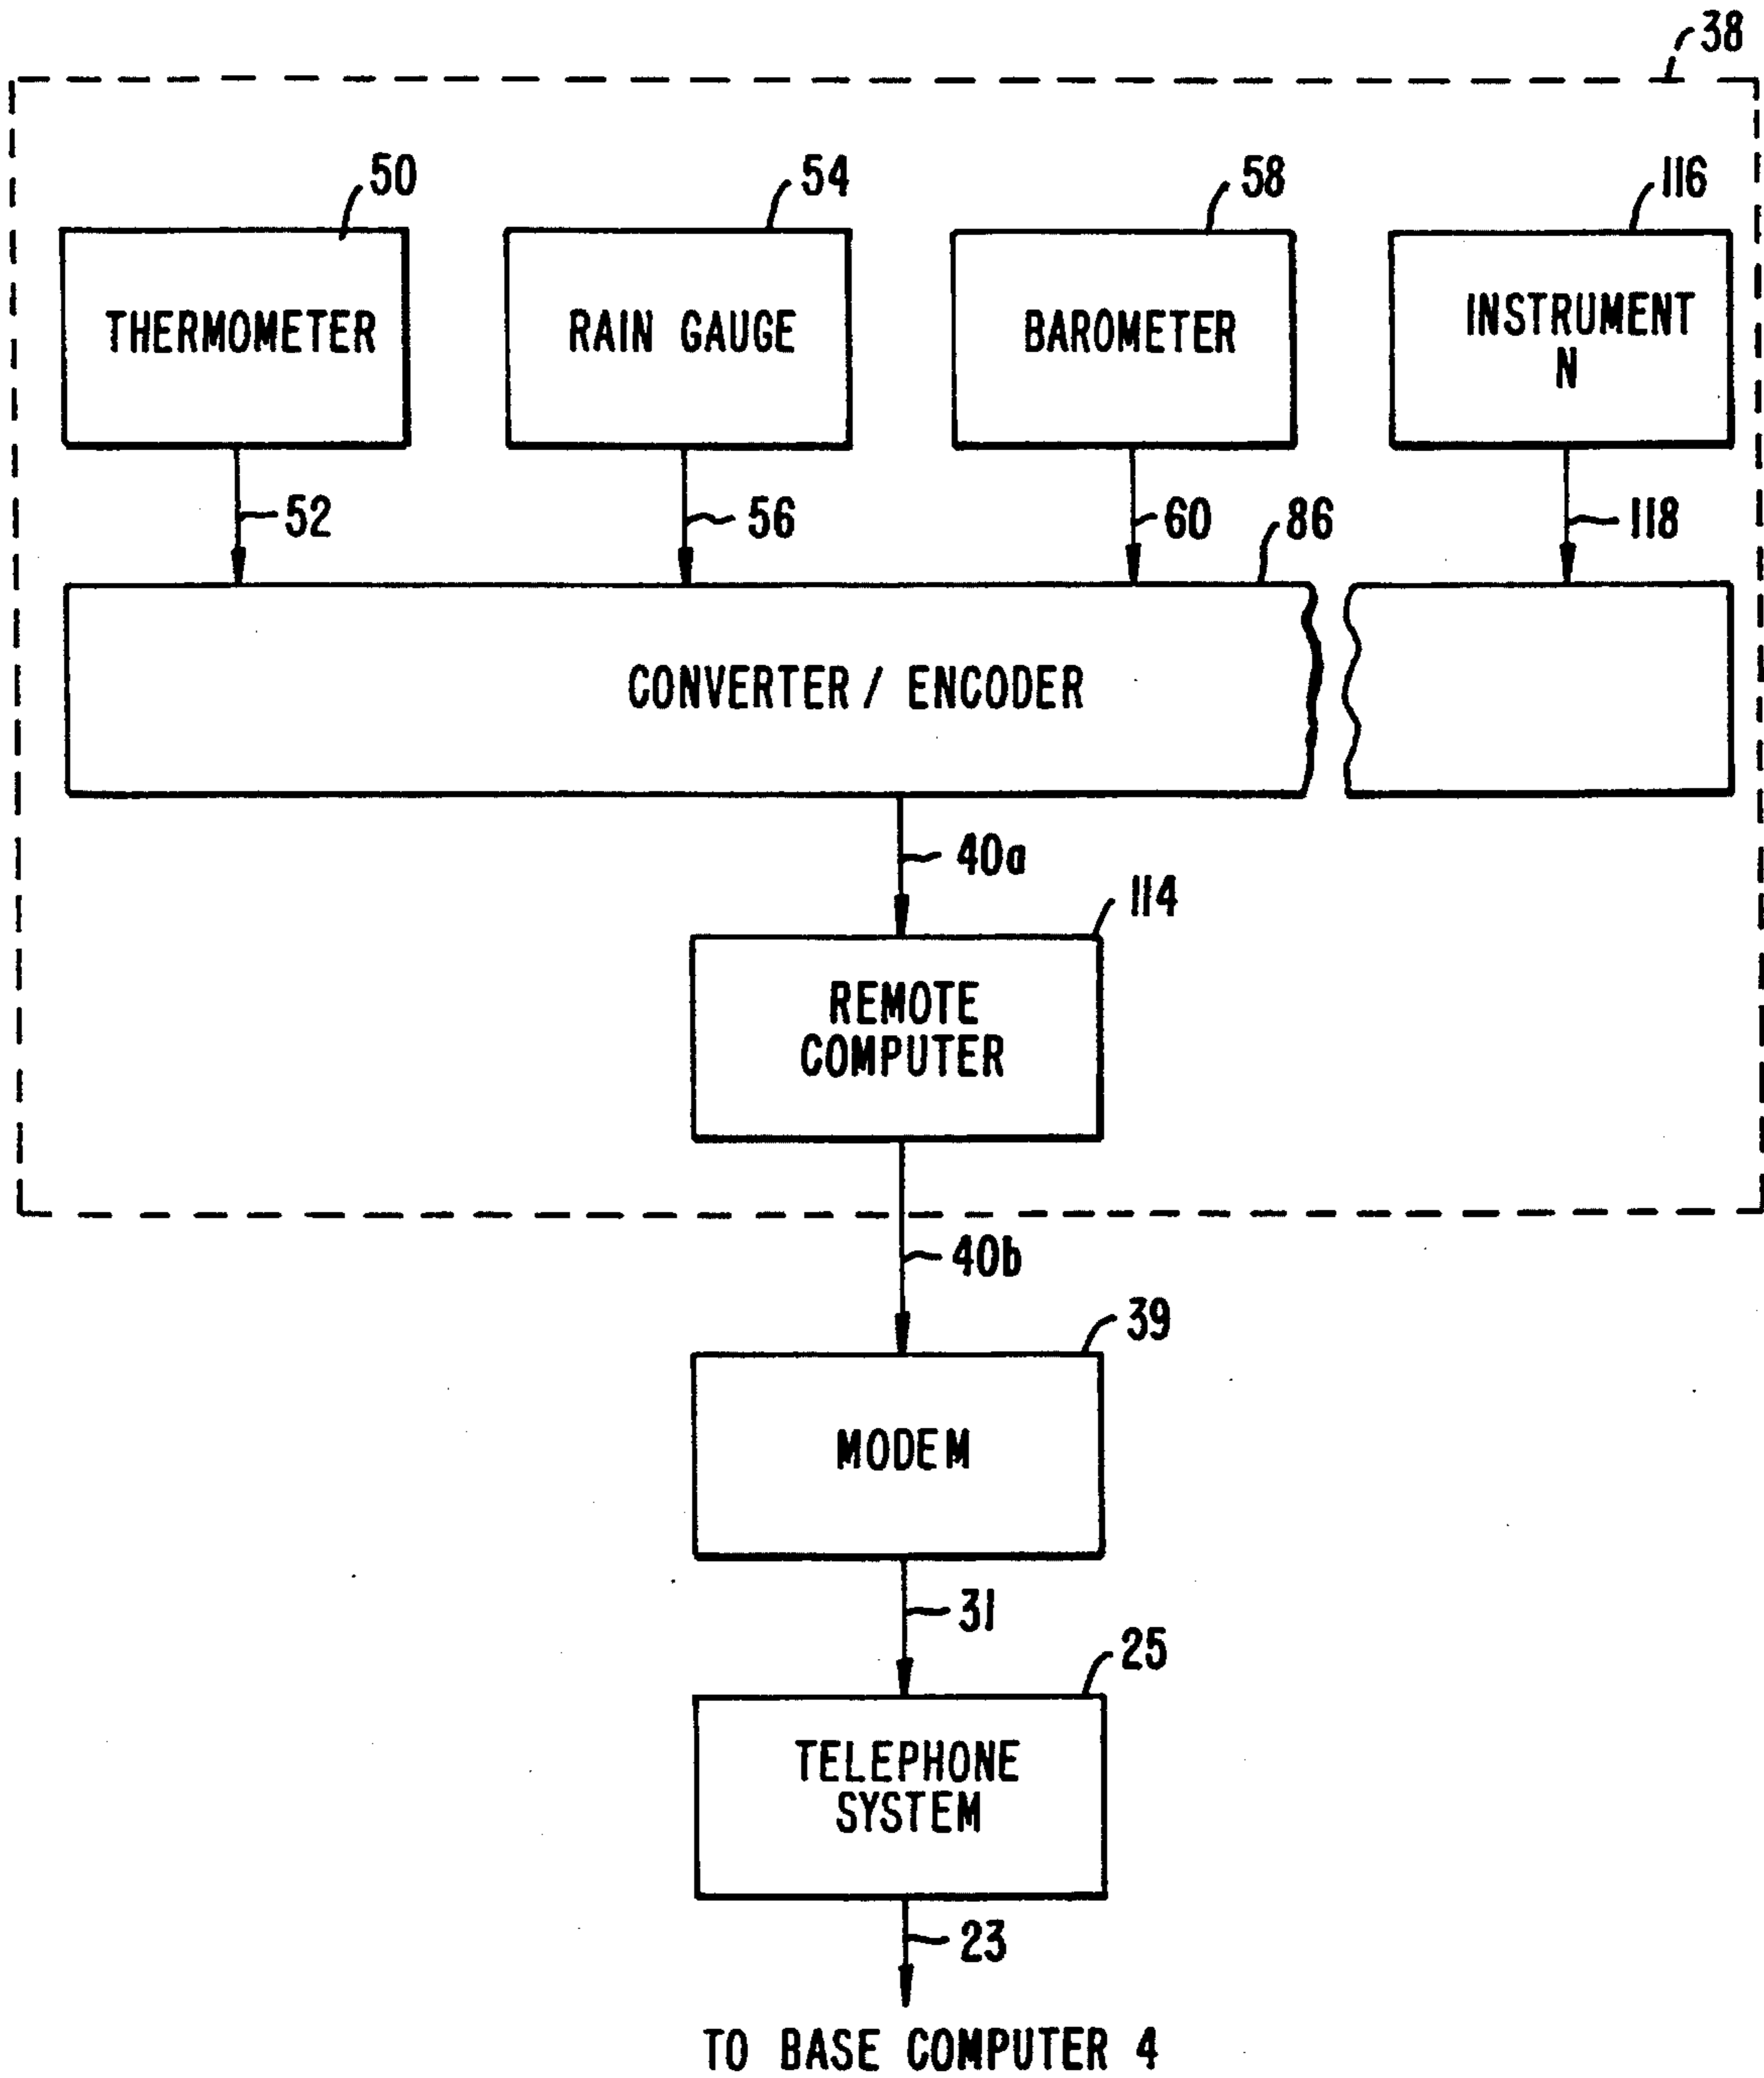 38
50
54
58
116
THERMOMETER
RAIN GAUGE
BAROMETER
INSTRUMENT
N
52
56
60
86
118
CONVERTER / ENCODER
40a
114
REMOTE
COMPUTER
40b
39
MODEM
31
25
TELEPHONE
SYSTEM
23
TO BASE COMPUTER 4